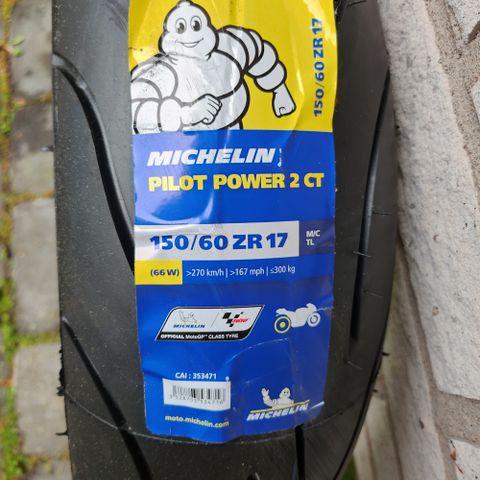 150/60 ZR 17
MICHELIN
PILOT POWER 2 CT
150/60 ZR 17
M/C
TL
(66 W)
>270 km/h | >167 mph | ≤300 kg
MICHELIN
OFFICIAL MotoGP™ CLASS TYRE
CAI : 353471
moto.michelin.com
MICHELIN